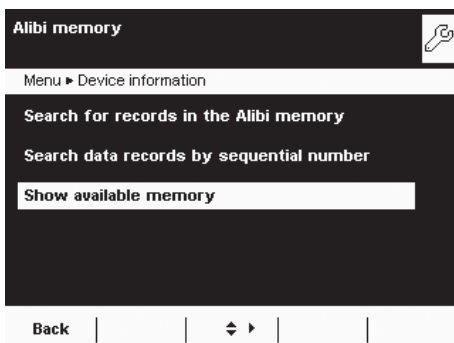 Alibi memory
Menu ▸ Device information
Search for records in the Alibi memory
Search data records by sequential number
Show available memory
Back